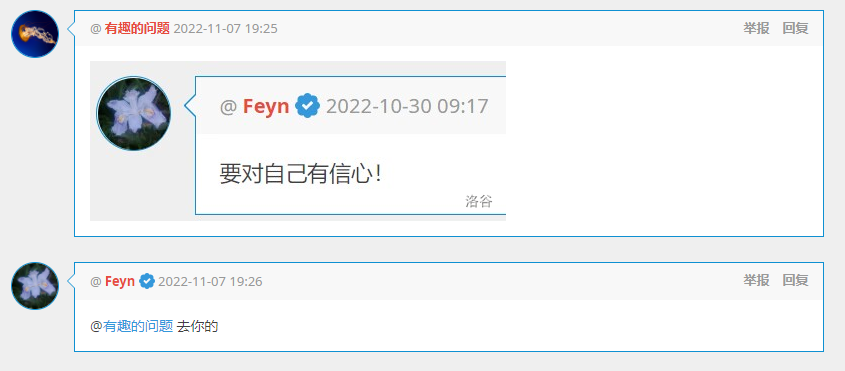 @ 有趣的问题 2022-11-07 19:25 举报 回复
@ Feyn 2022-10-30 09:17
要对自己有信心！
洛谷
@ Feyn 2022-11-07 19:26 举报 回复
@有趣的问题 去你的